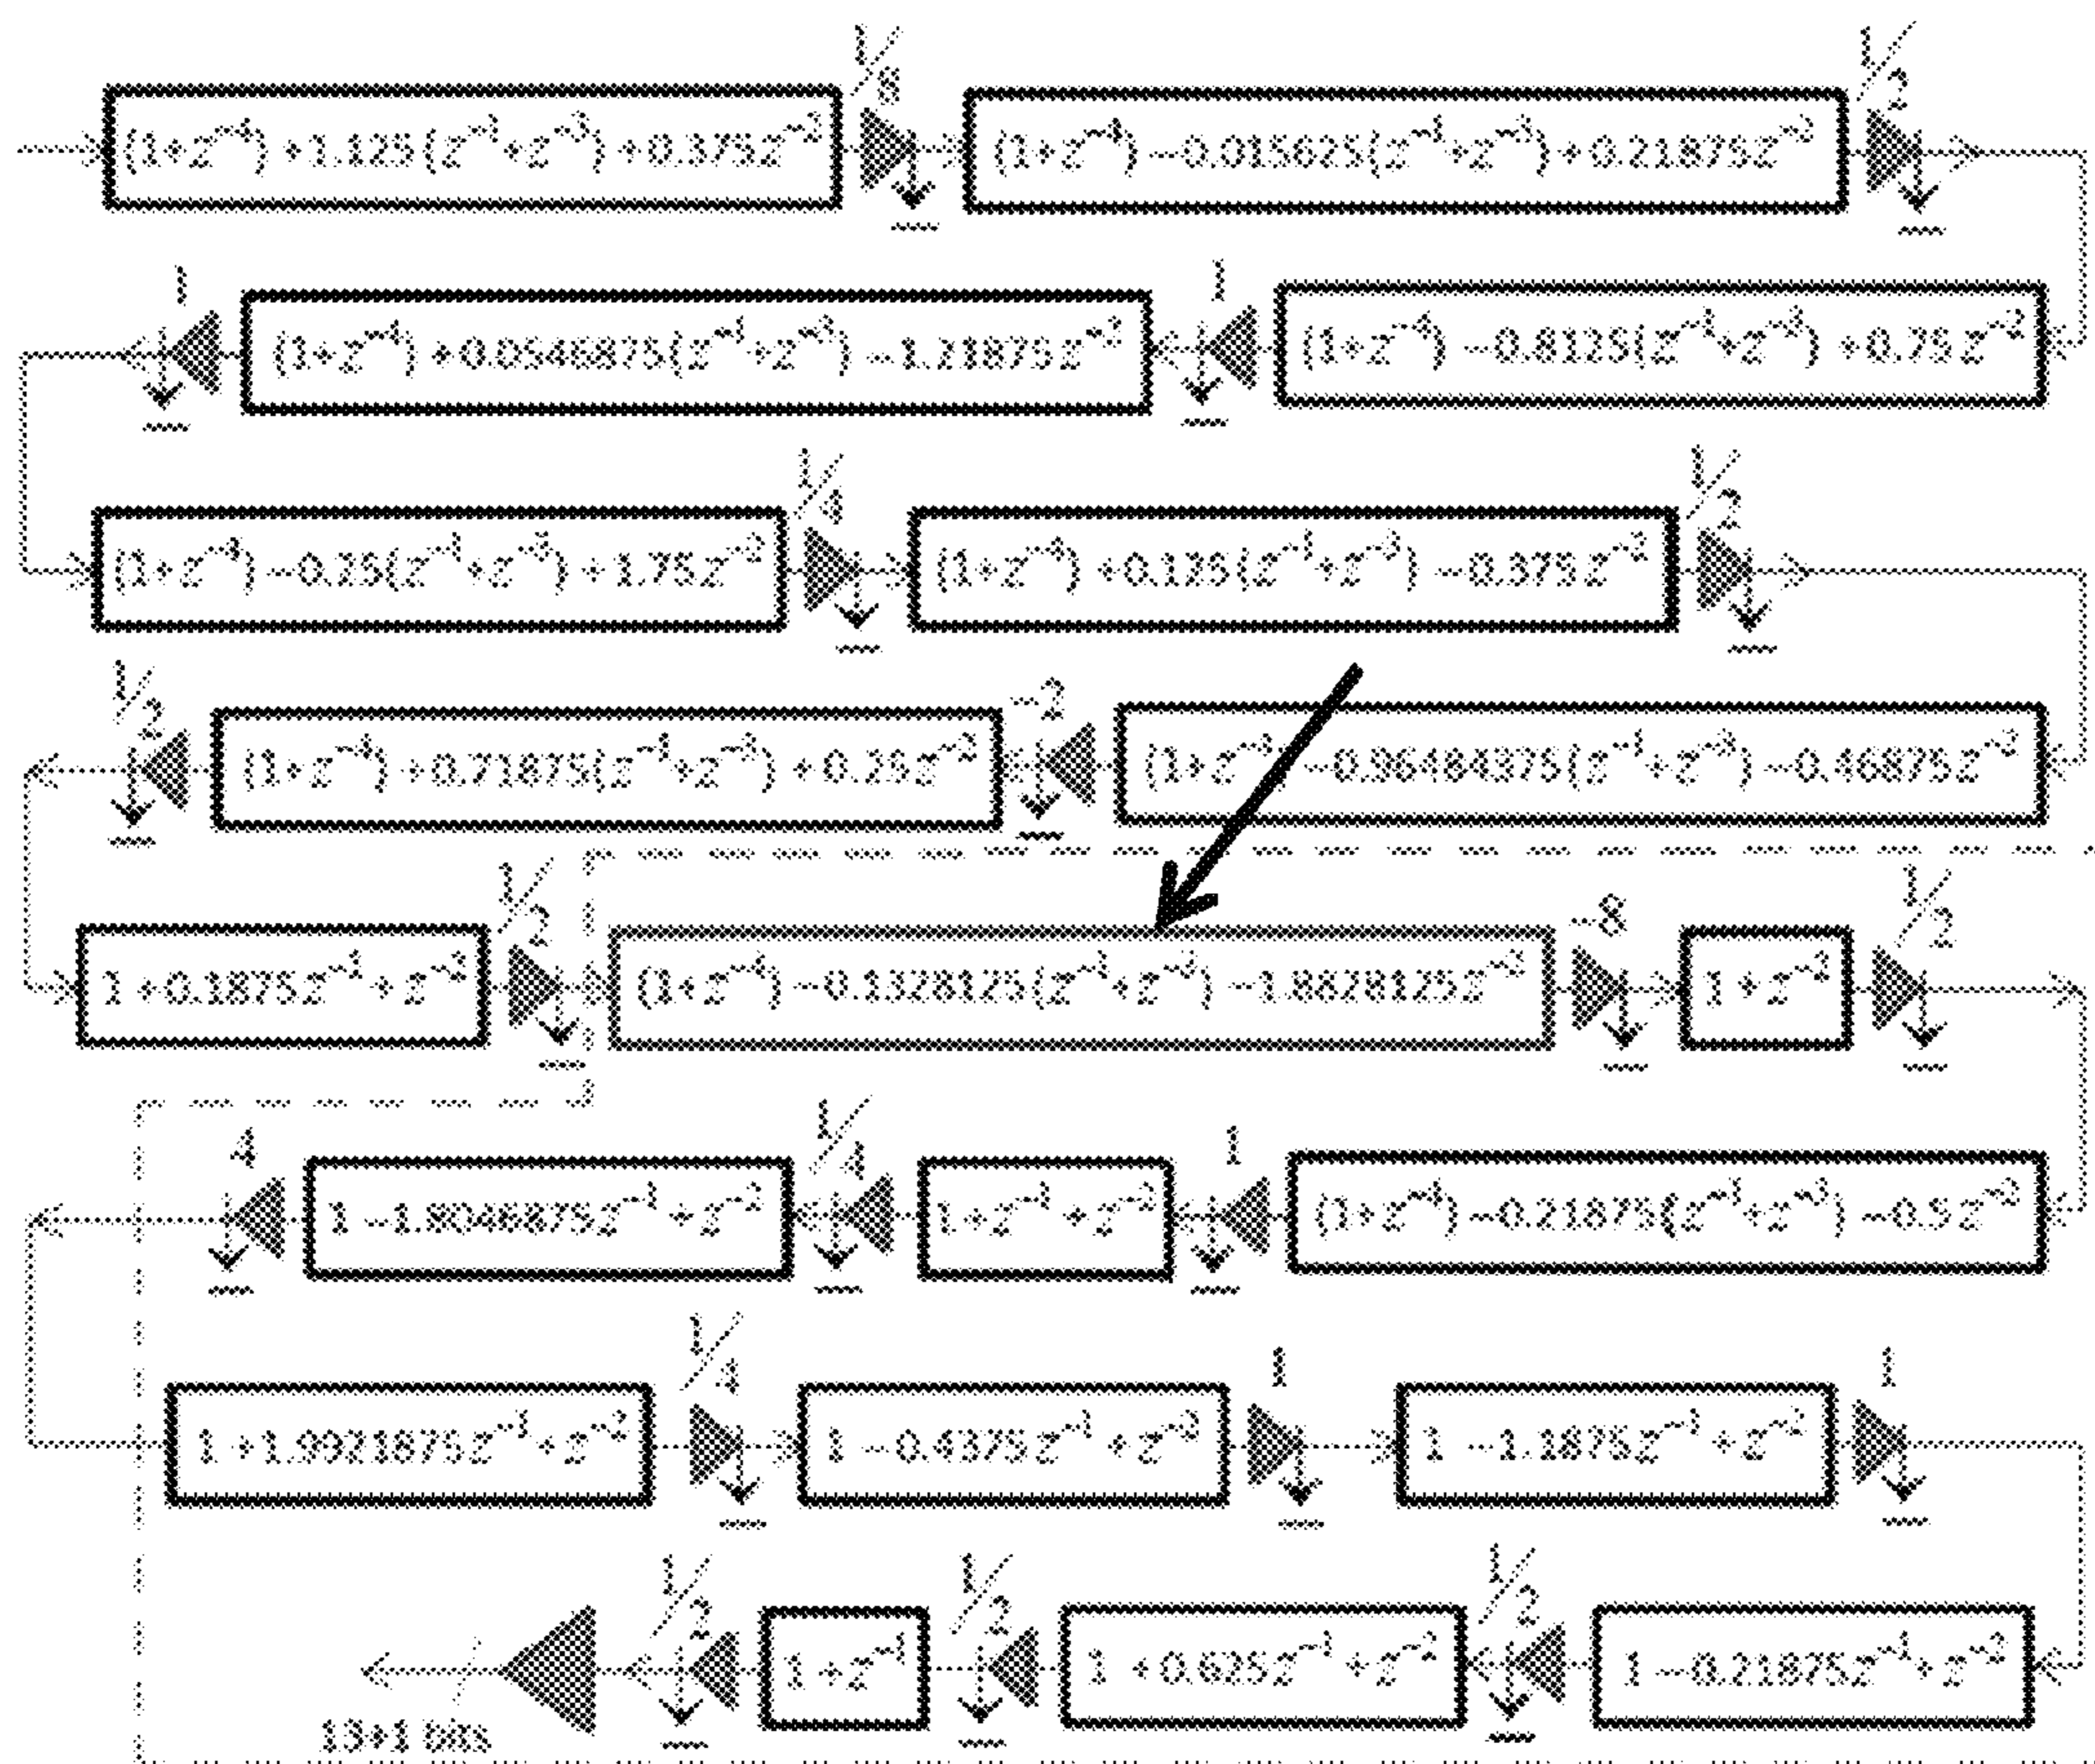 1/8
1/2
(1+z⁻⁴) +1.125(z⁻¹+z⁻³) +0.375z⁻²
(1+z⁻⁴) −0.015625(z⁻¹+z⁻³) +0.21875z⁻²
1
1
(1+z⁻⁴) +0.0546875(z⁻¹+z⁻³) −1.21875z⁻²
(1+z⁻⁴) −0.8125(z⁻¹+z⁻³) +0.75z⁻²
1/4
1/2
(1+z⁻⁴) −0.25(z⁻¹+z⁻³) +1.75z⁻²
(1+z⁻⁴) +0.125(z⁻¹+z⁻³) −0.375z⁻²
1/2
−2
(1+z⁻⁴) +0.71875(z⁻¹+z⁻³) +0.25z⁻²
(1+z⁻⁴) −0.96484375(z⁻¹+z⁻³) −0.46875z⁻²
1/2
−8
1/2
1 +0.1875z⁻¹ + z⁻²
(1+z⁻⁴) −0.1328125(z⁻¹+z⁻³) −1.8828125z⁻²
1 + z⁻²
4
1/4
1
1 −1.8046875z⁻¹ + z⁻²
1 + z⁻¹ + z⁻²
(1+z⁻⁴) −0.21875(z⁻¹+z⁻³) −0.5z⁻²
1/4
1
1
1 +1.9921875z⁻¹ + z⁻²
1 −0.4375z⁻¹ + z⁻²
1 −1.1875z⁻¹ + z⁻²
1/2
1/2
1/2
1 + z⁻¹
1 +0.625z⁻¹ + z⁻²
1 −0.21875z⁻¹ + z⁻²
13+1 bits